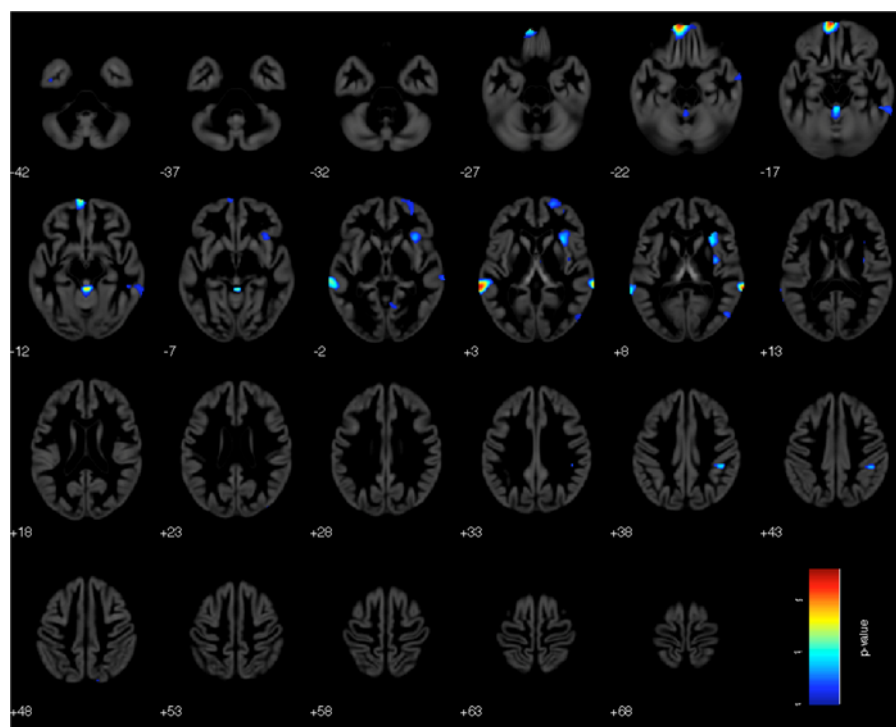 -42 -37 -32 -27 -22 -17
-12 -7 -2 +3 +8 +13
+18 +23 +28 +33 +38 +43
p-value
+48 +53 +58 +63 +68